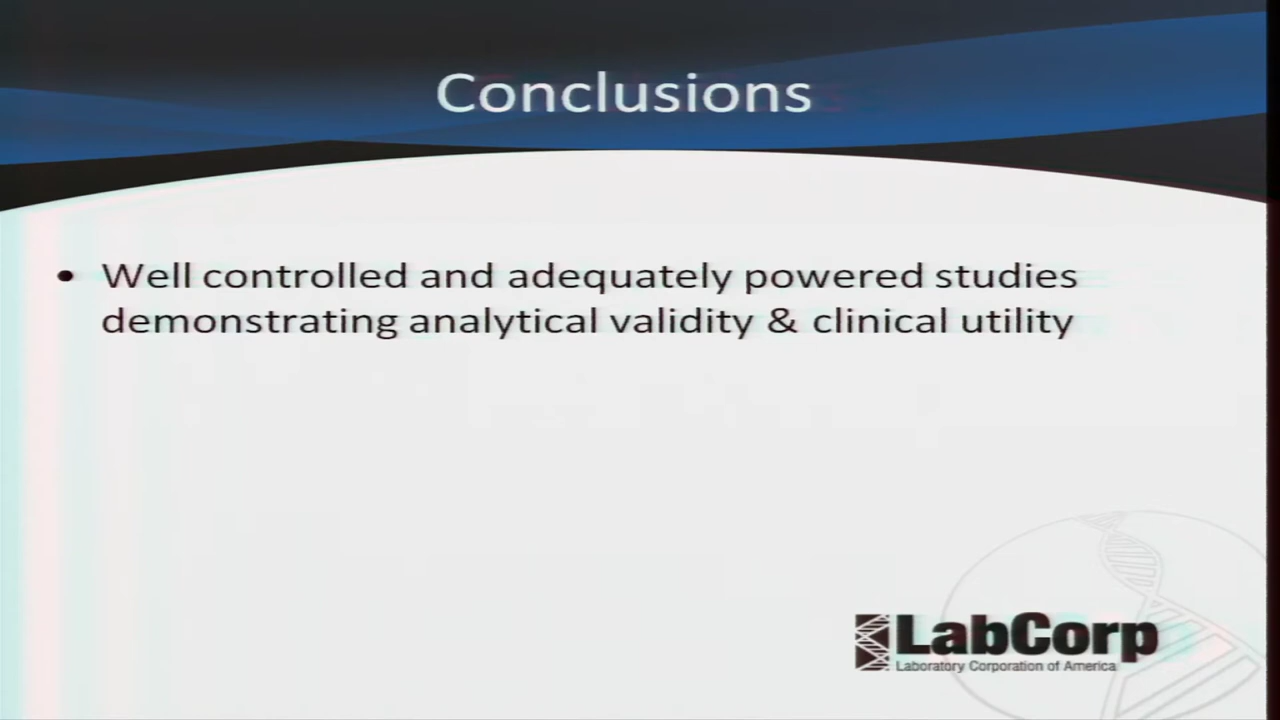 Conclusions
• Well controlled and adequately powered studies
demonstrating analytical validity & clinical utility
LabCorp
Laboratory Corporation of America